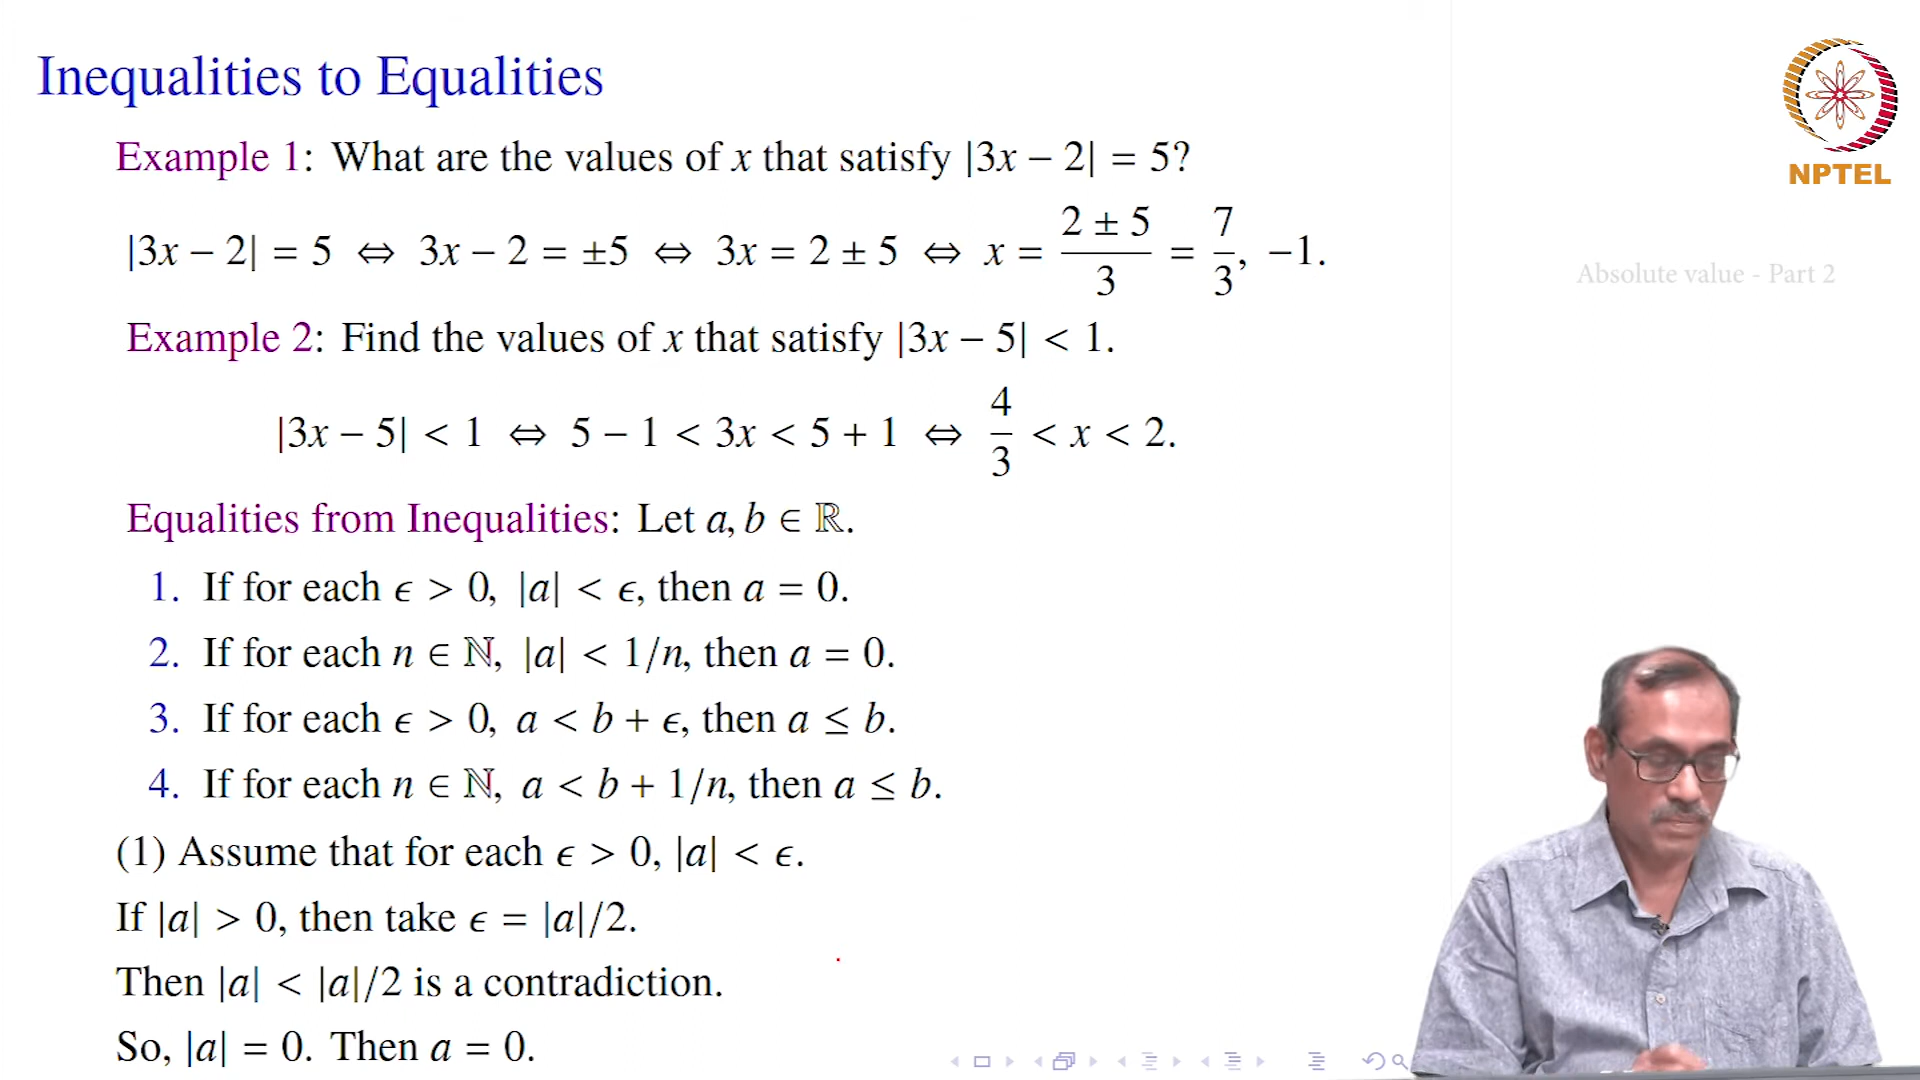 Inequalities to Equalities
NPTEL
Example 1: What are the values of x that satisfy |3x − 2| = 5?
|3x − 2| = 5 ⇔ 3x − 2 = ±5 ⇔ 3x = 2 ± 5 ⇔ x = (2 ± 5)/3 = 7/3, −1.
Absolute value - Part 2
Example 2: Find the values of x that satisfy |3x − 5| < 1.
|3x − 5| < 1 ⇔ 5 − 1 < 3x < 5 + 1 ⇔ 4/3 < x < 2.
Equalities from Inequalities: Let a, b ∈ ℝ.
1. If for each ϵ > 0, |a| < ϵ, then a = 0.
2. If for each n ∈ ℕ, |a| < 1/n, then a = 0.
3. If for each ϵ > 0, a < b + ϵ, then a ≤ b.
4. If for each n ∈ ℕ, a < b + 1/n, then a ≤ b.
(1) Assume that for each ϵ > 0, |a| < ϵ.
If |a| > 0, then take ϵ = |a|/2.
Then |a| < |a|/2 is a contradiction.
So, |a| = 0. Then a = 0.